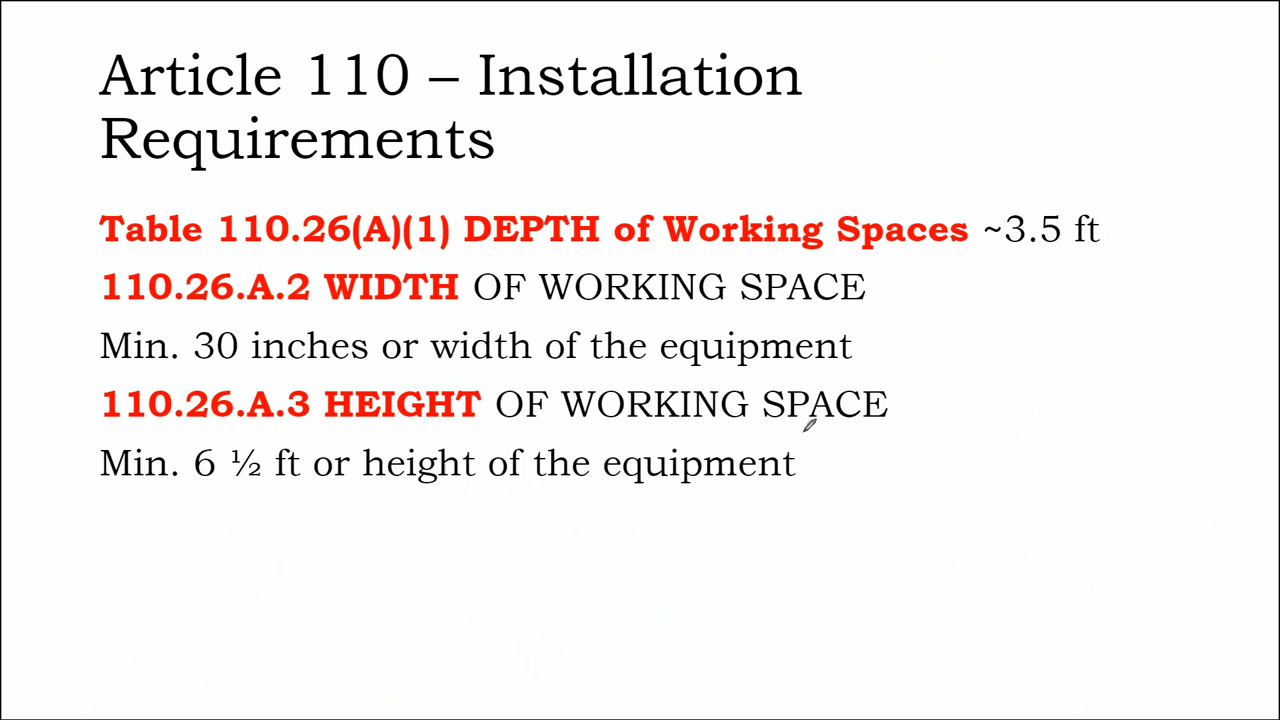 Article 110 – Installation
Requirements
Table 110.26(A)(1) DEPTH of Working Spaces ~3.5 ft
110.26.A.2 WIDTH OF WORKING SPACE
Min. 30 inches or width of the equipment
110.26.A.3 HEIGHT OF WORKING SPACE
Min. 6 ½ ft or height of the equipment